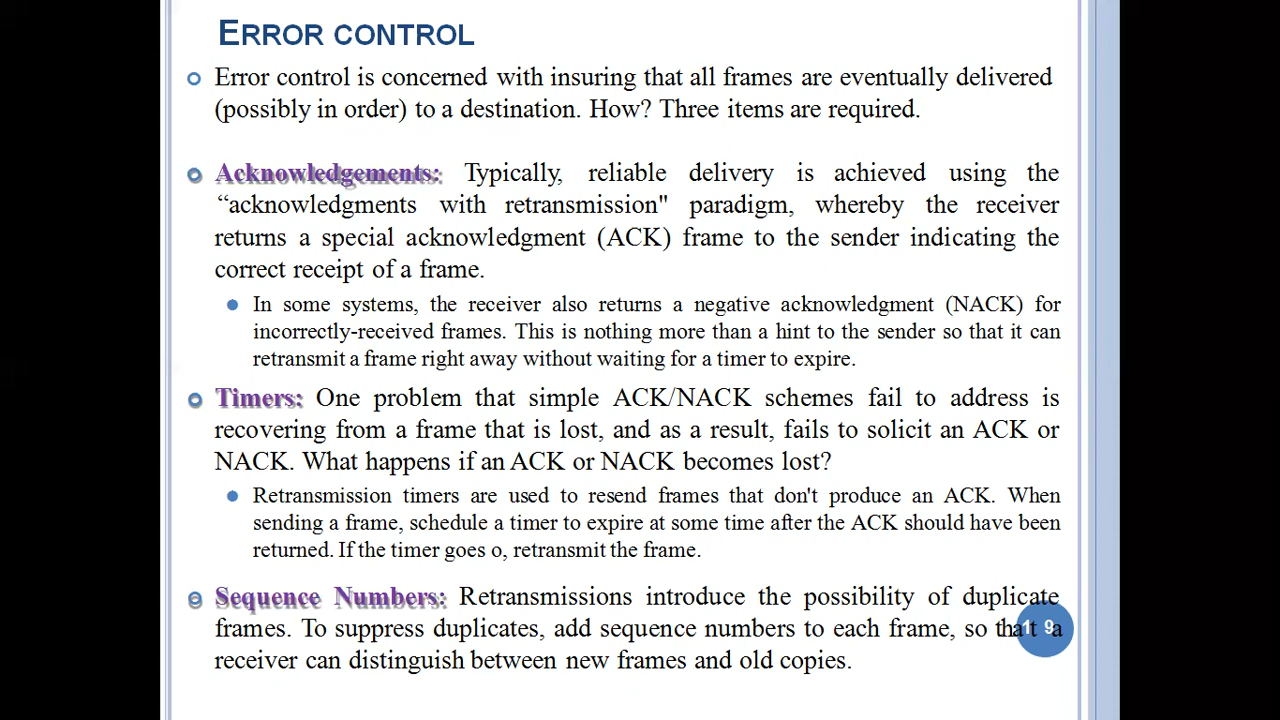 ERROR CONTROL
Error control is concerned with insuring that all frames are eventually delivered
(possibly in order) to a destination. How? Three items are required.
Acknowledgements: Typically, reliable delivery is achieved using the
“acknowledgments with retransmission" paradigm, whereby the receiver
returns a special acknowledgment (ACK) frame to the sender indicating the
correct receipt of a frame.
In some systems, the receiver also returns a negative acknowledgment (NACK) for
incorrectly-received frames. This is nothing more than a hint to the sender so that it can
retransmit a frame right away without waiting for a timer to expire.
Timers: One problem that simple ACK/NACK schemes fail to address is
recovering from a frame that is lost, and as a result, fails to solicit an ACK or
NACK. What happens if an ACK or NACK becomes lost?
Retransmission timers are used to resend frames that don't produce an ACK. When
sending a frame, schedule a timer to expire at some time after the ACK should have been
returned. If the timer goes o, retransmit the frame.
Sequence Numbers: Retransmissions introduce the possibility of duplicate
frames. To suppress duplicates, add sequence numbers to each frame, so that a
receiver can distinguish between new frames and old copies.
19